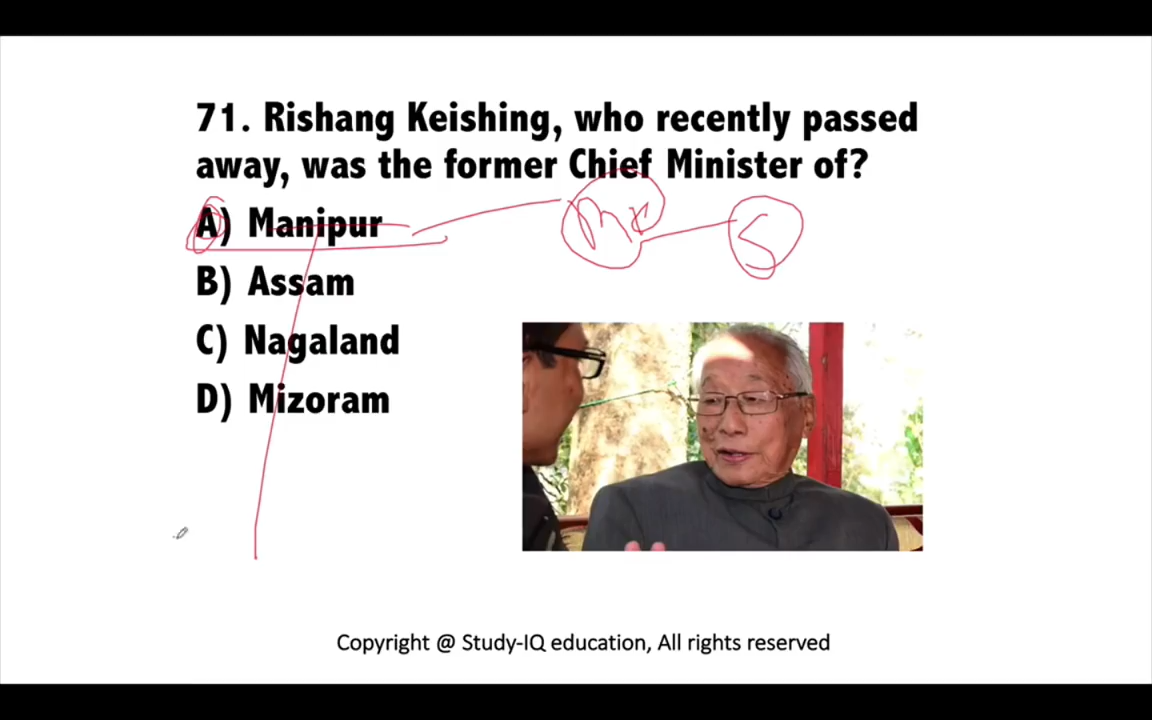 71. Rishang Keishing, who recently passed
away, was the former Chief Minister of?
A) Manipur
B) Assam
C) Nagaland
D) Mizoram
Copyright @ Study-IQ education, All rights reserved